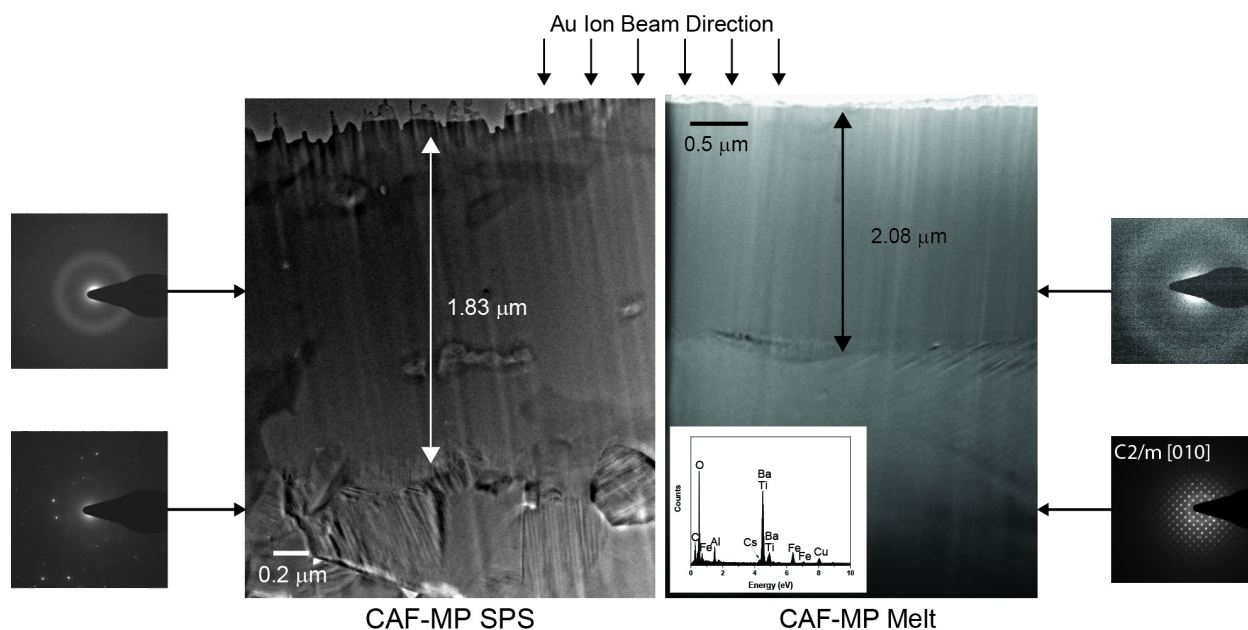 Au Ion Beam Direction
0.5 μm
1.83 μm
2.08 μm
C2/m [010]
O
Ba
Ti
C
Fe
Al
Cs
Ba
Ti
Fe
Fe
Cu
Counts
0 2 4 6 8 10
Energy (eV)
0.2 μm
CAF-MP SPS
CAF-MP Melt